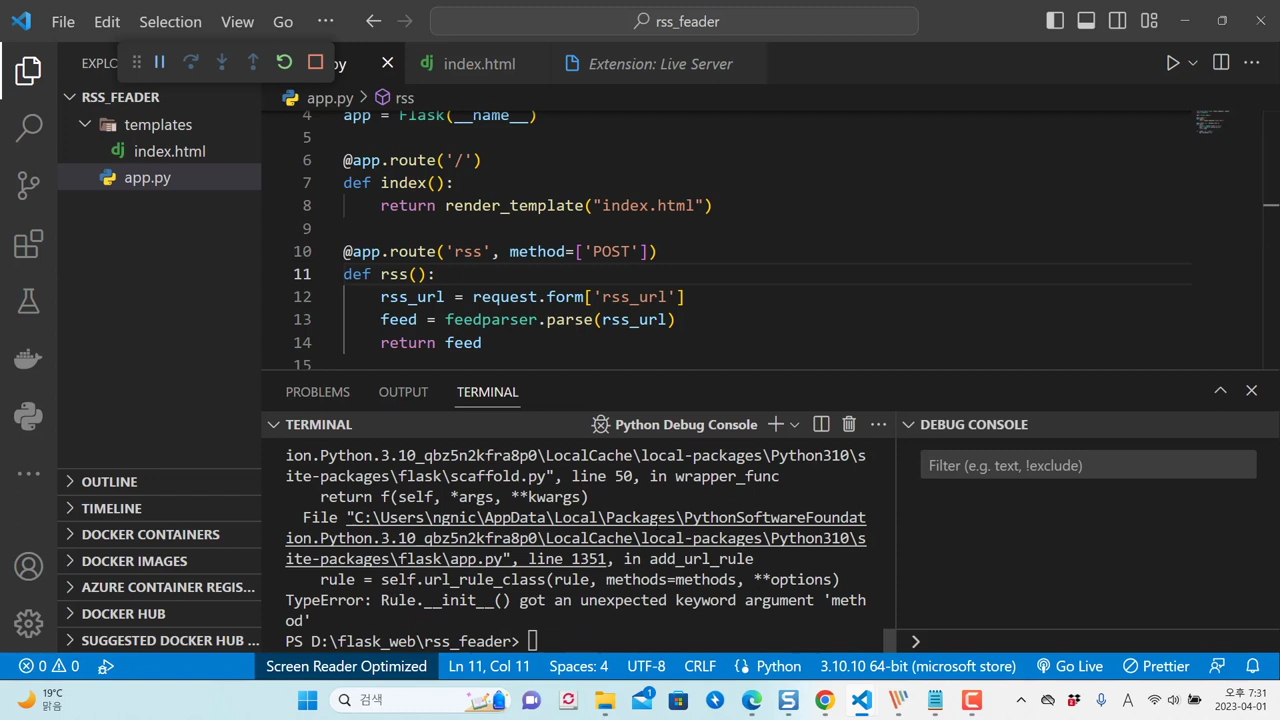 File Edit Selection View Go ··· rss_feader
EXPLO py index.html Extension: Live Server
RSS_FEADER
templates
index.html
app.py
app.py > rss
4 app = Flask(__name__)
5
6 @app.route('/')
7 def index():
8 return render_template("index.html")
9
10 @app.route('rss', method=['POST'])
11 def rss():
12 rss_url = request.form['rss_url']
13 feed = feedparser.parse(rss_url)
14 return feed
15
PROBLEMS OUTPUT TERMINAL
TERMINAL Python Debug Console
ion.Python.3.10_qbz5n2kfra8p0\LocalCache\local-packages\Python310\s
ite-packages\flask\scaffold.py", line 50, in wrapper_func
return f(self, *args, **kwargs)
File "C:\Users\ngnic\AppData\Local\Packages\PythonSoftwareFoundat
ion.Python.3.10_qbz5n2kfra8p0\LocalCache\local-packages\Python310\s
ite-packages\flask\app.py", line 1351, in add_url_rule
rule = self.url_rule_class(rule, methods=methods, **options)
TypeError: Rule.__init__() got an unexpected keyword argument 'meth
od'
PS D:\flask_web\rss_feader>
DEBUG CONSOLE
Filter (e.g. text, !exclude)
OUTLINE
TIMELINE
DOCKER CONTAINERS
DOCKER IMAGES
AZURE CONTAINER REGIS...
DOCKER HUB
SUGGESTED DOCKER HUB ...
0 0 Screen Reader Optimized Ln 11, Col 11 Spaces: 4 UTF-8 CRLF Python 3.10.10 64-bit (microsoft store) Go Live Prettier
19°C
맑음
검색
1
A
오후 7:31
2023-04-01